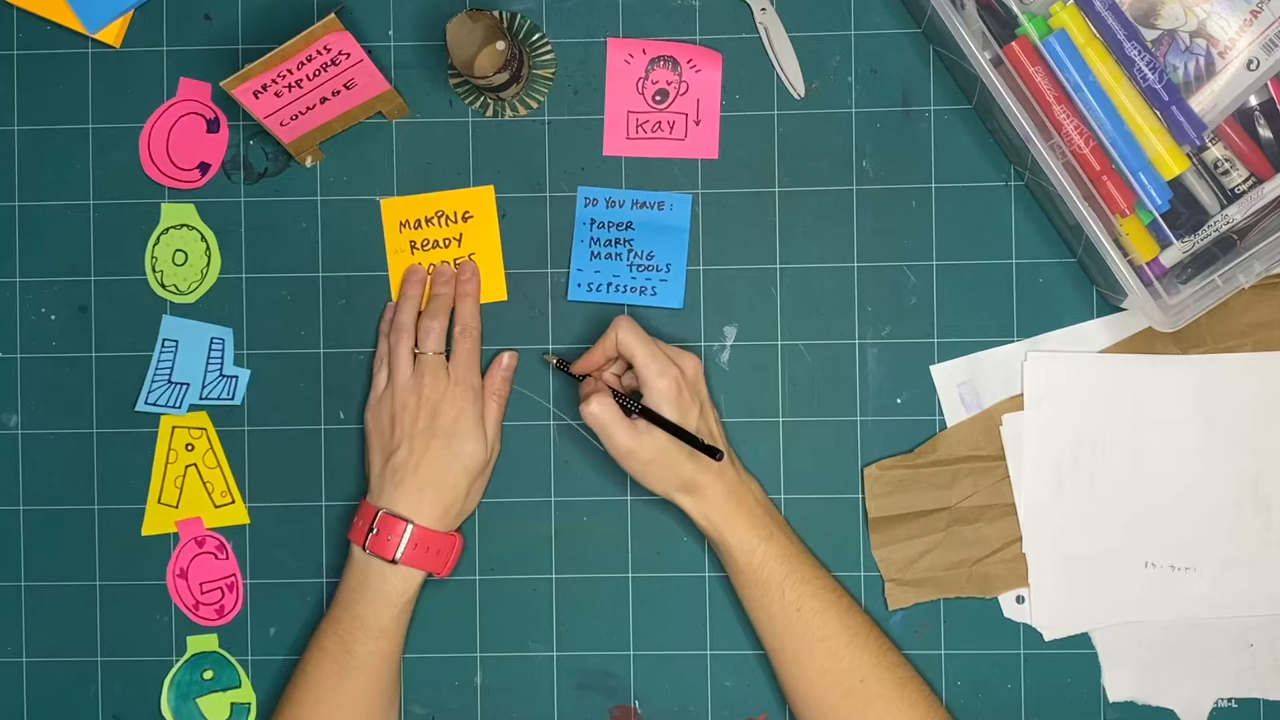 C
O
L L
A
G
e
ARTSTARTS
EXPLORES
COLLAGE
Kay
MAKING
READY
DO YOU HAVE:
• PAPER
• MARK
MAKING
TOOLS
• SCISSORS